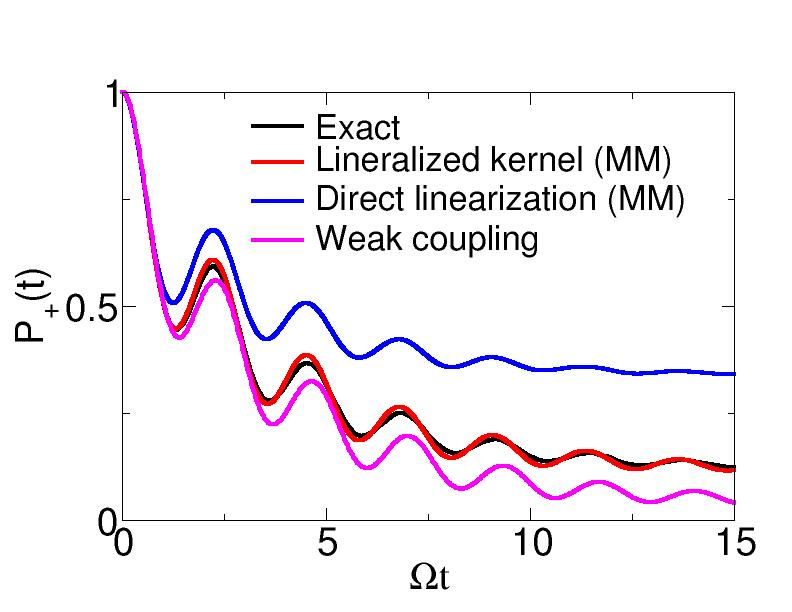 1
Exact
Lineralized kernel (MM)
Direct linearization (MM)
Weak coupling
P+(t)
0.5
0
0 5 10 15
Ωt